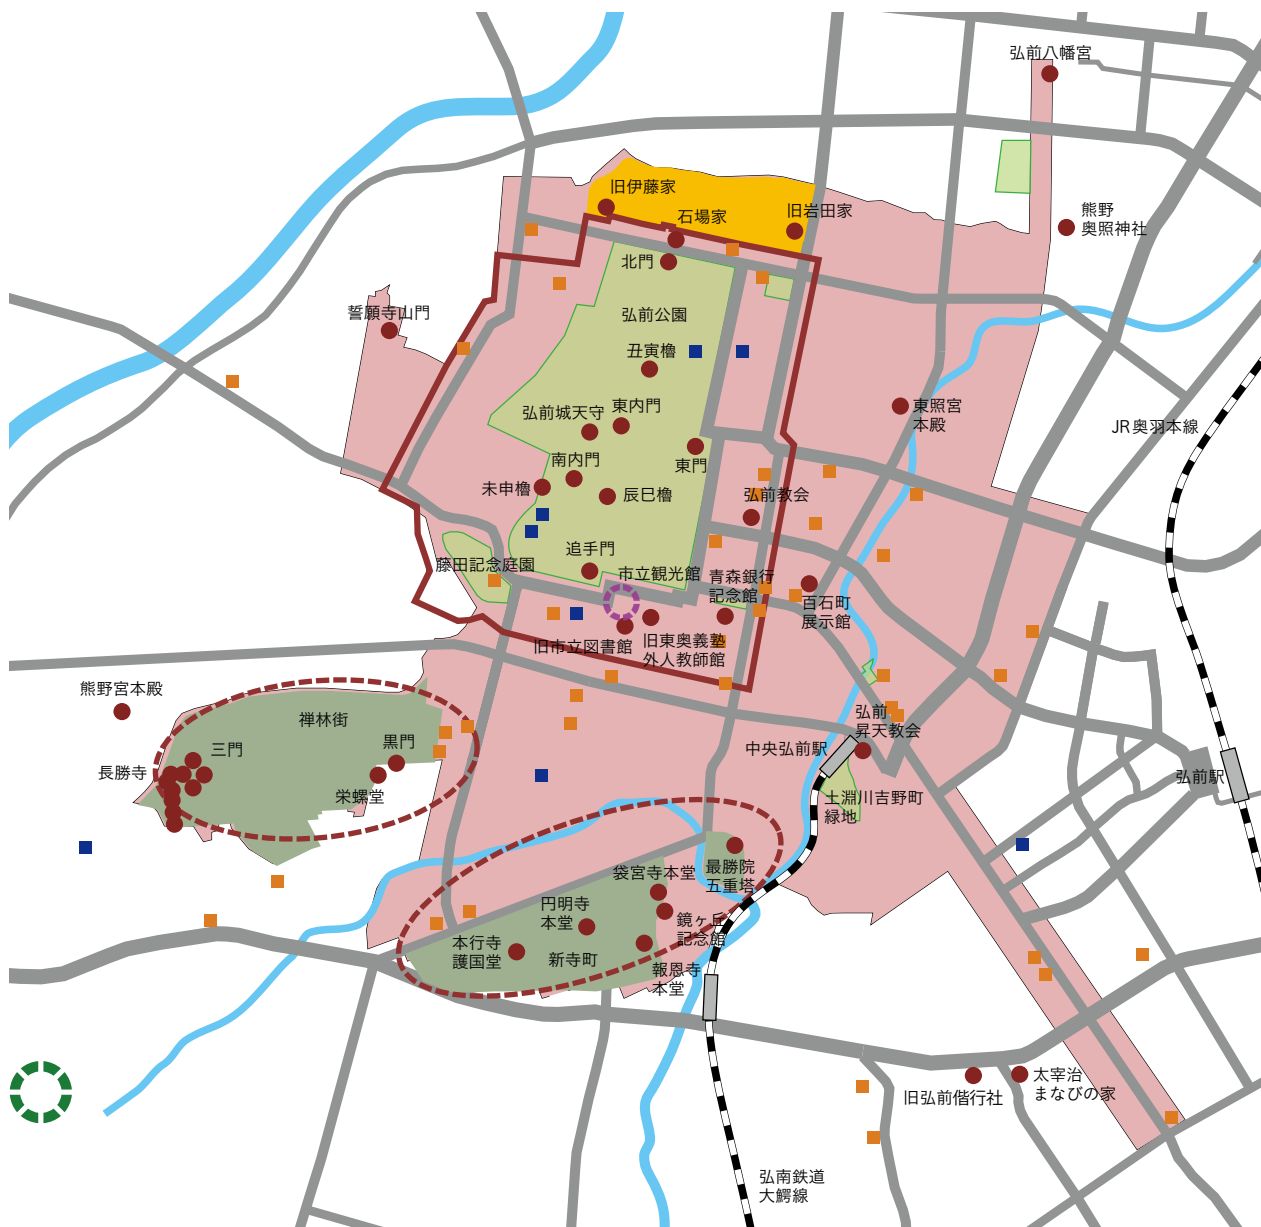 弘前八幡宮
旧伊藤家
石場家
旧岩田家
熊野
奥照神社
北門
誓願寺山門
弘前公園
丑寅櫓
弘前城天守
東内門
東照宮
本殿
JR奥羽本線
南内門
東門
未申櫓
辰巳櫓
弘前教会
追手門
藤田記念庭園
市立観光館
青森銀行
記念館
百石町
展示館
旧市立図書館
旧東奥義塾
外人教師館
熊野宮本殿
禅林街
三門
黒門
長勝寺
栄螺堂
弘前
昇天教会
中央弘前駅
弘前駅
土淵川吉野町
緑地
袋宮寺本堂
最勝院
五重塔
円明寺
本堂
鏡ヶ丘
記念館
本行寺
護国堂
新寺町
報恩寺
本堂
旧弘前偕行社
太宰治
まなびの家
弘南鉄道
大鰐線